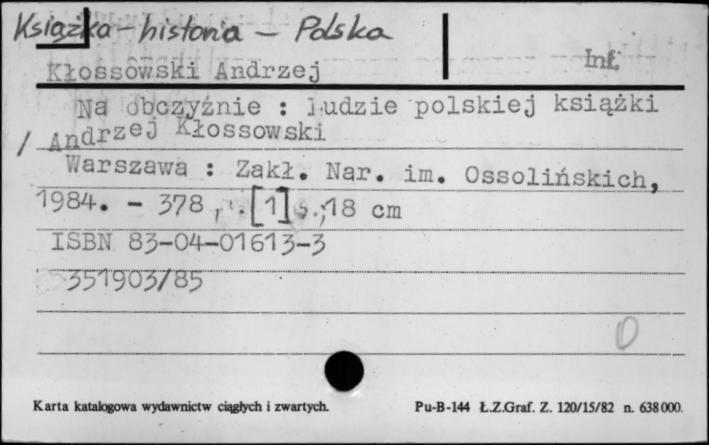 Książka - historia - Polska
Kłossowski Andrzej
Inf.
Na obczyźnie : ludzie polskiej książki
/ Andrzej Kłossowski
Warszawa : Zakł. Nar. im. Ossolińskich,
1984. - 378, [1] s.; 18 cm
ISBN 83-04-01613-3
351903/85
0
Karta katalogowa wydawnictw ciągłych i zwartych.
Pu-B-144 Ł.Z.Graf. Z. 120/15/82 n. 638000.